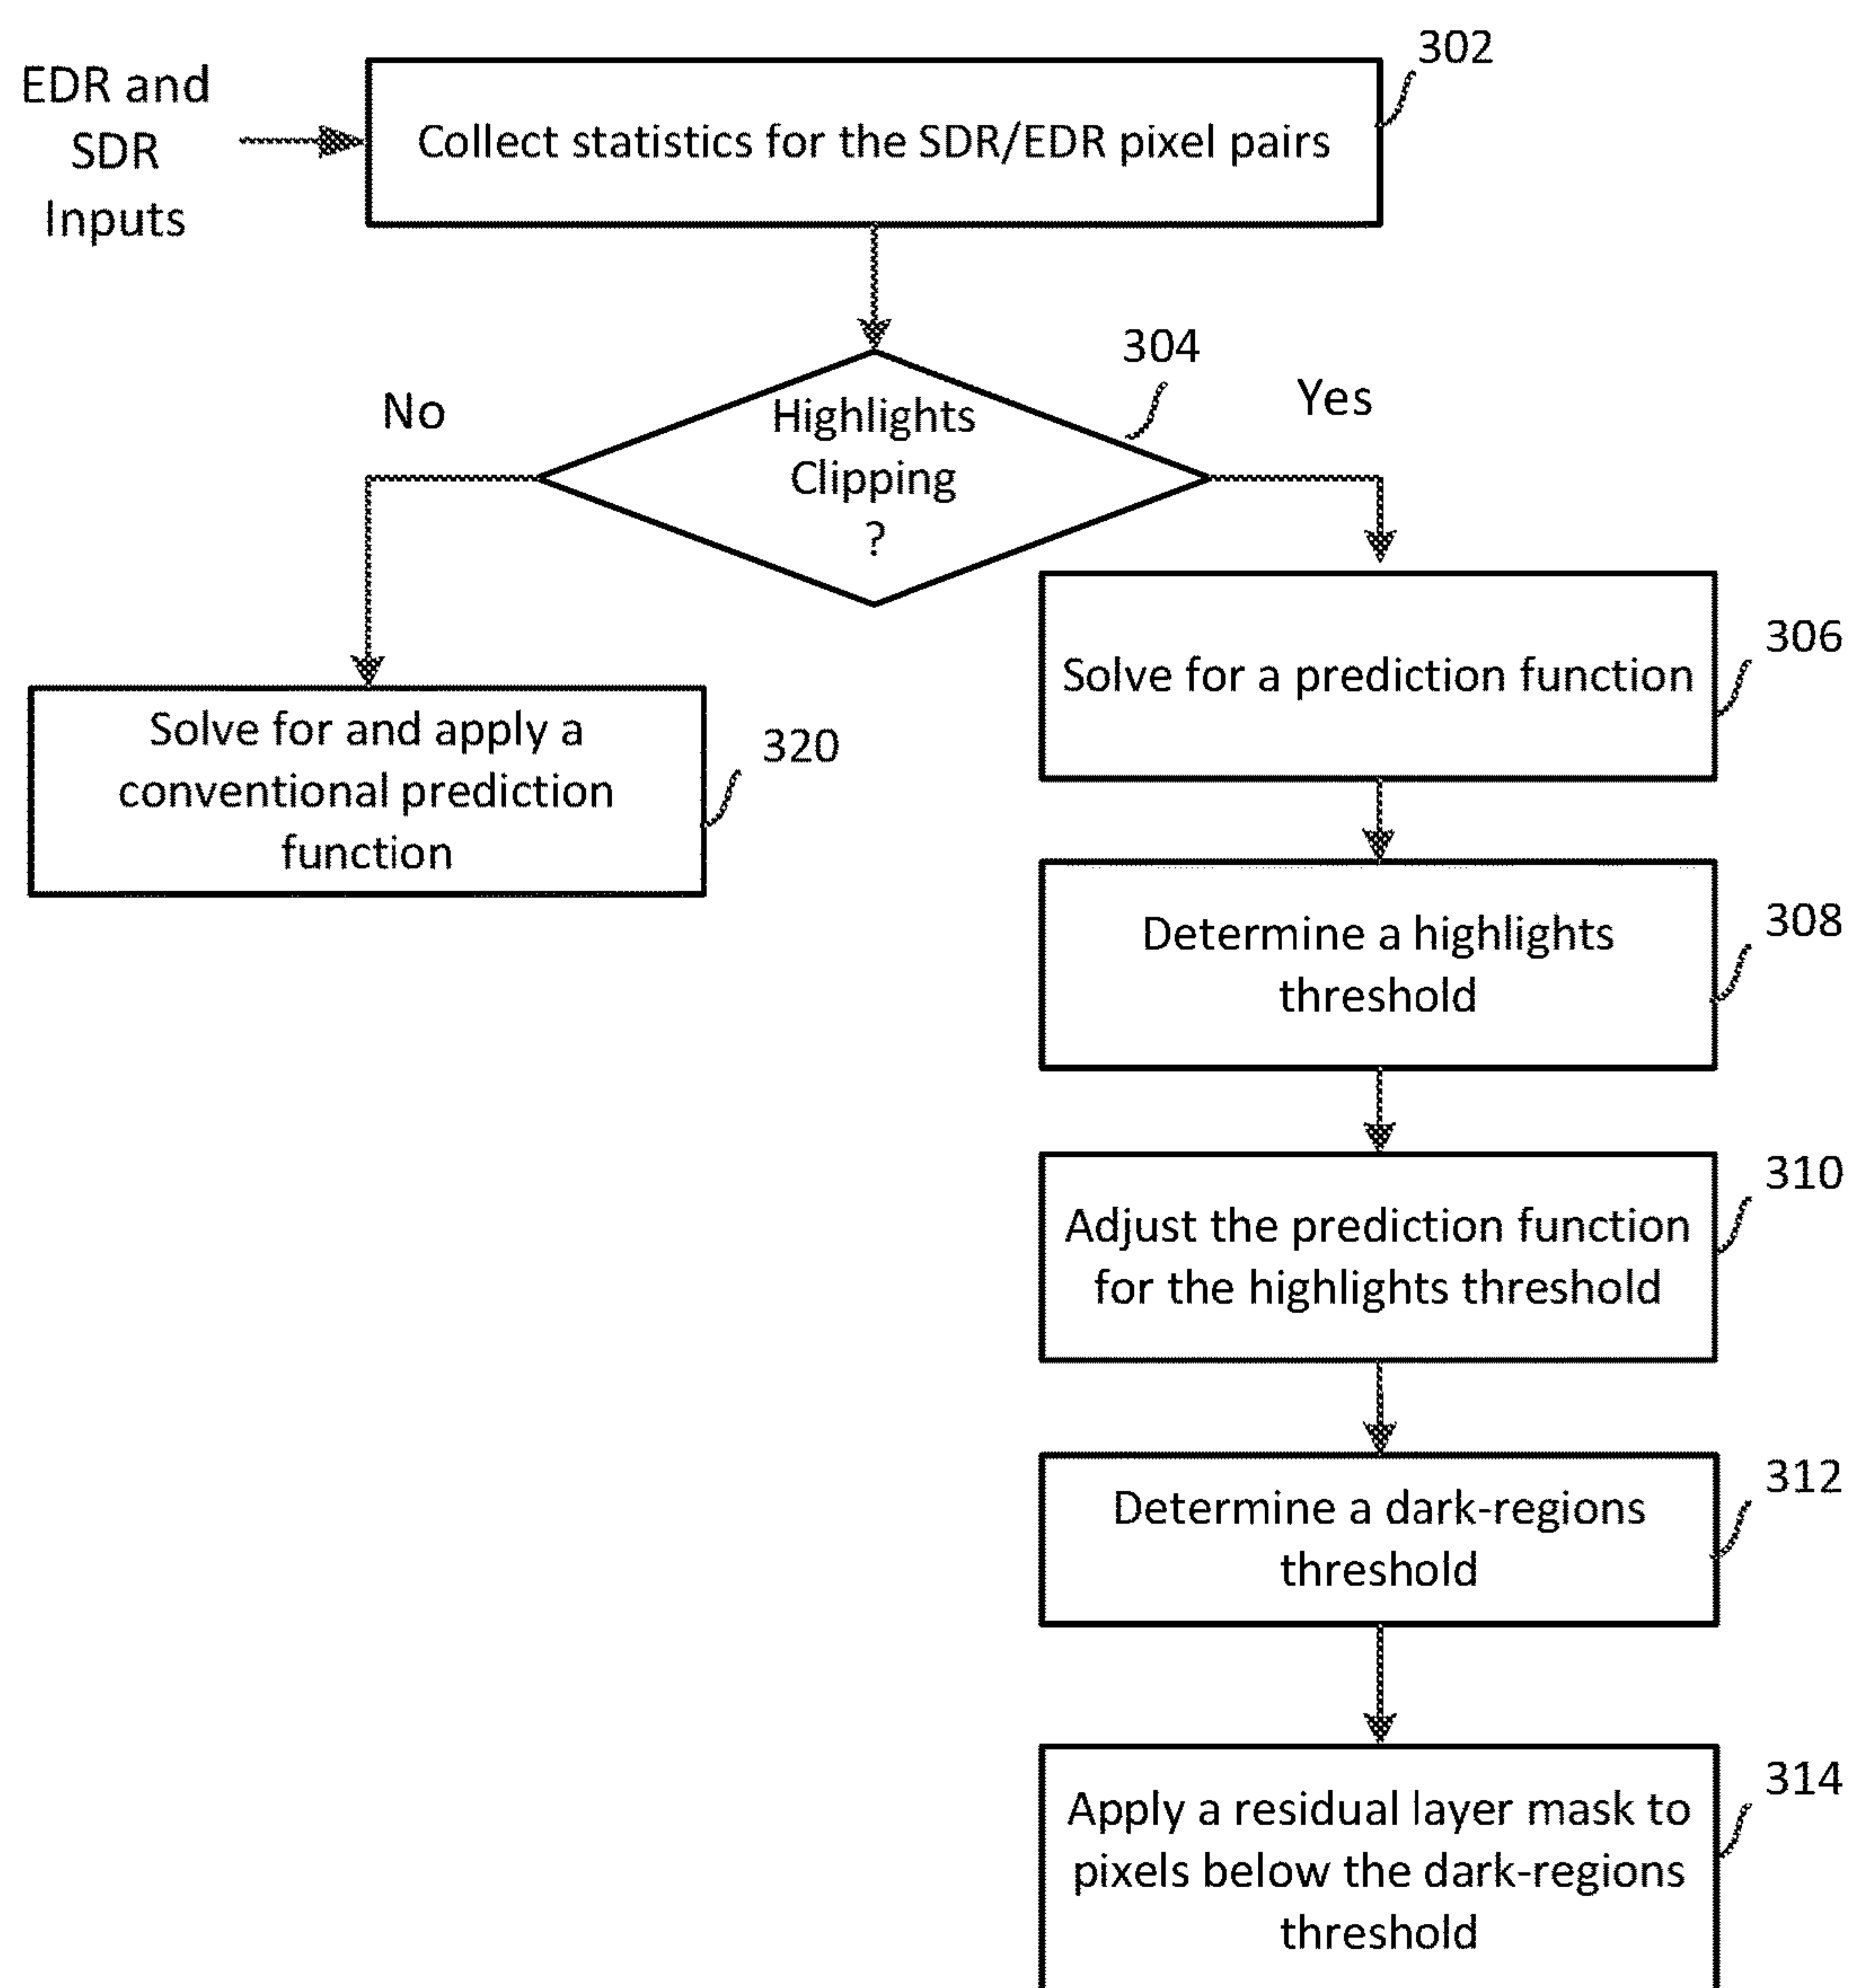 302
EDR and
SDR
Inputs
Collect statistics for the SDR/EDR pixel pairs
304
No
Yes
Highlights
Clipping
?
306
Solve for a prediction function
320
Solve for and apply a
conventional prediction
function
308
Determine a highlights
threshold
310
Adjust the prediction function
for the highlights threshold
312
Determine a dark-regions
threshold
314
Apply a residual layer mask to
pixels below the dark-regions
threshold